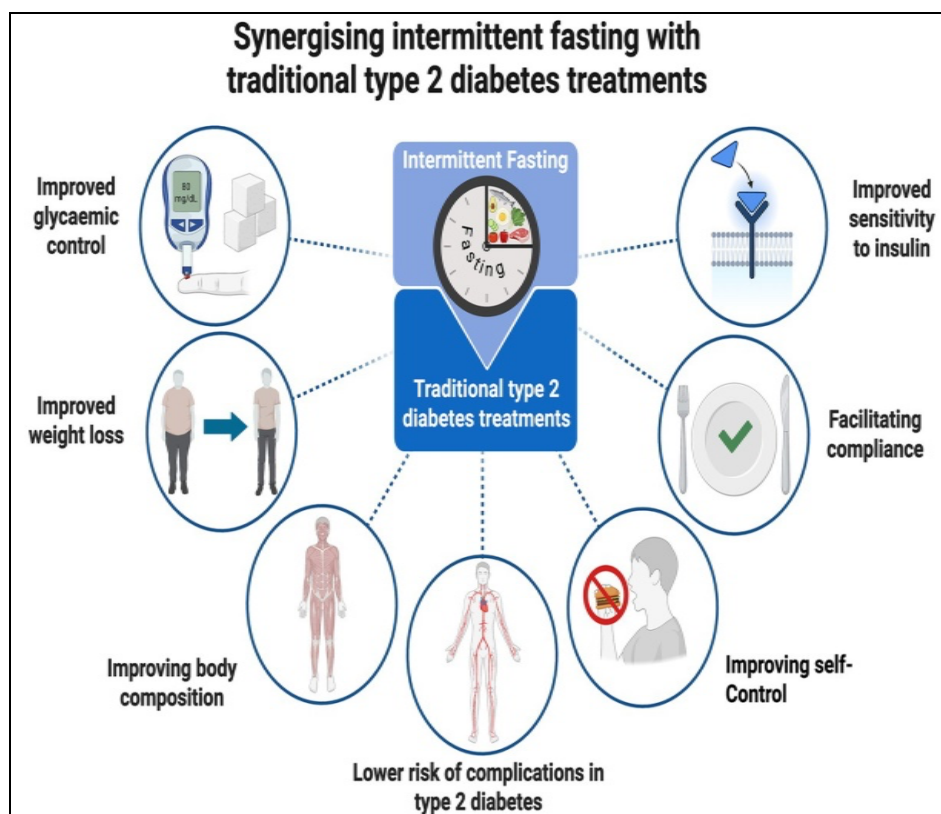 Synergising intermittent fasting with
traditional type 2 diabetes treatments
Intermittent Fasting
Fasting
Traditional type 2
diabetes treatments
Improved
glycaemic
control
80
mg/dL
Improved
weight loss
Improving body
composition
Lower risk of complications in
type 2 diabetes
Improving self-
Control
Facilitating
compliance
Improved
sensitivity
to insulin